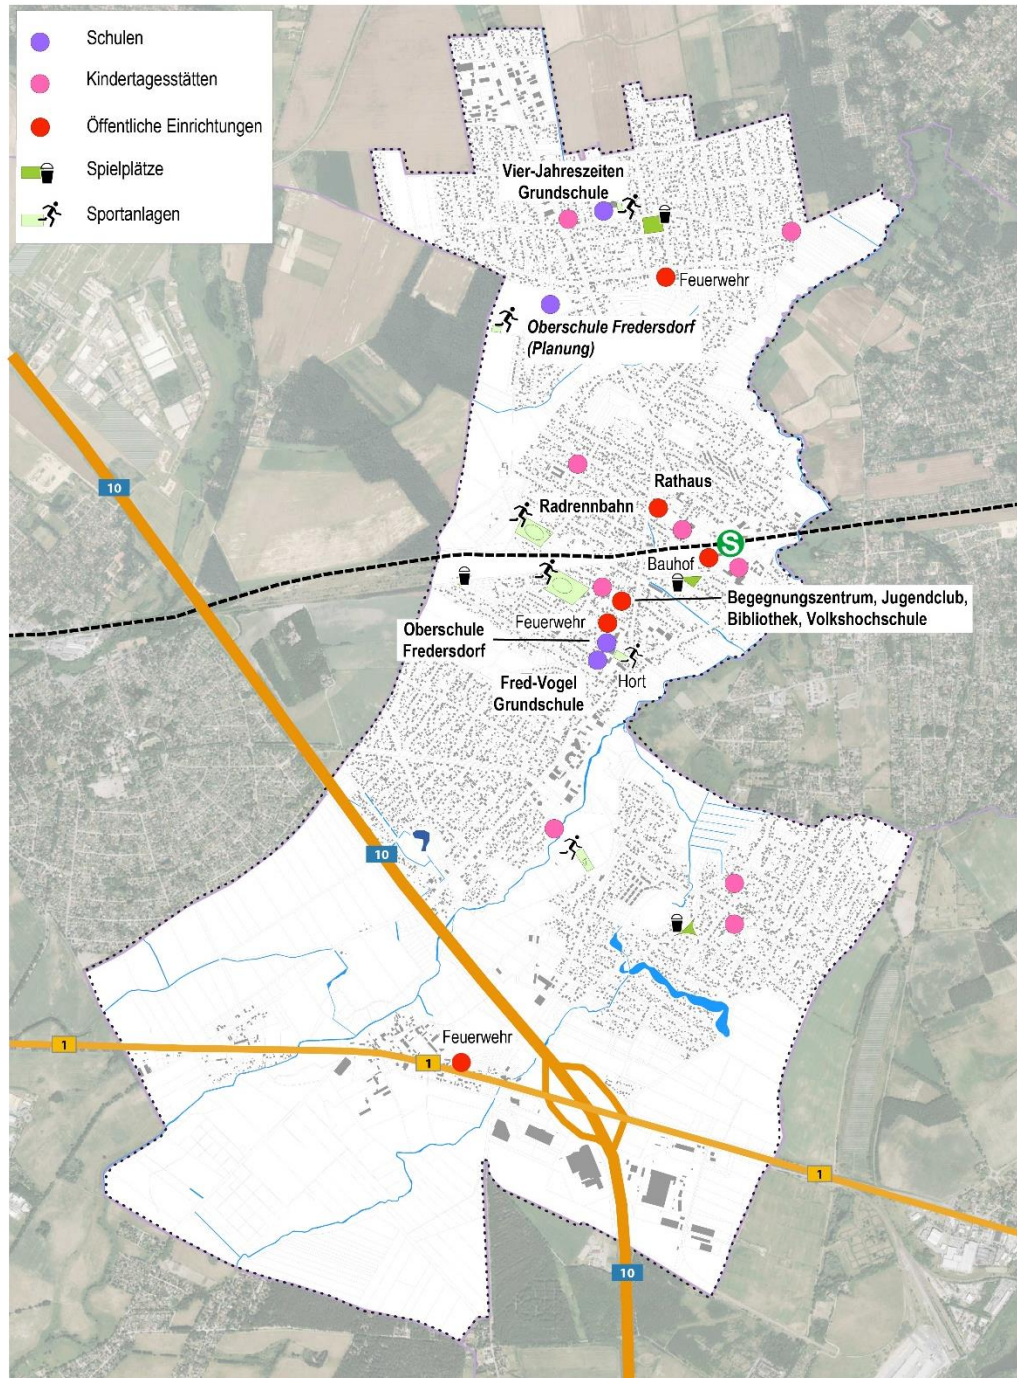 Schulen
Kindertagesstätten
Öffentliche Einrichtungen
Spielplätze
Sportanlagen
Vier-Jahreszeiten
Grundschule
Feuerwehr
Oberschule Fredersdorf
(Planung)
10
Rathaus
Radrennbahn
S
Bauhof
Begegnungszentrum, Jugendclub,
Bibliothek, Volkshochschule
Feuerwehr
Oberschule
Fredersdorf
Hort
Fred-Vogel
Grundschule
10
Feuerwehr
1
1
1
10